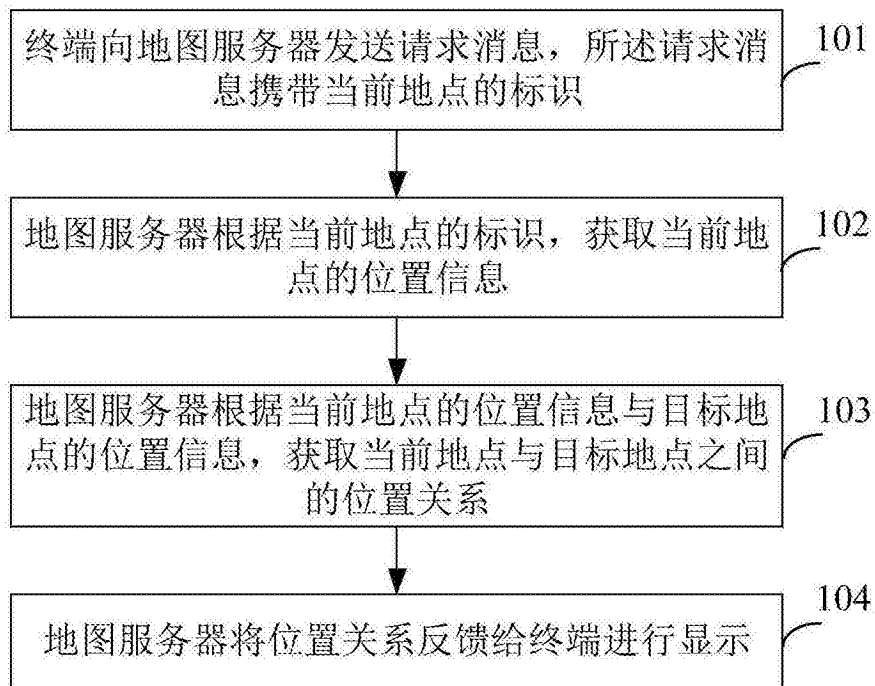 终端向地图服务器发送请求消息，所述请求消
息携带当前地点的标识
101
地图服务器根据当前地点的标识，获取当前地
点的位置信息
102
地图服务器根据当前地点的位置信息与目标地
点的位置信息，获取当前地点与目标地点之间
的位置关系
103
地图服务器将位置关系反馈给终端进行显示
104